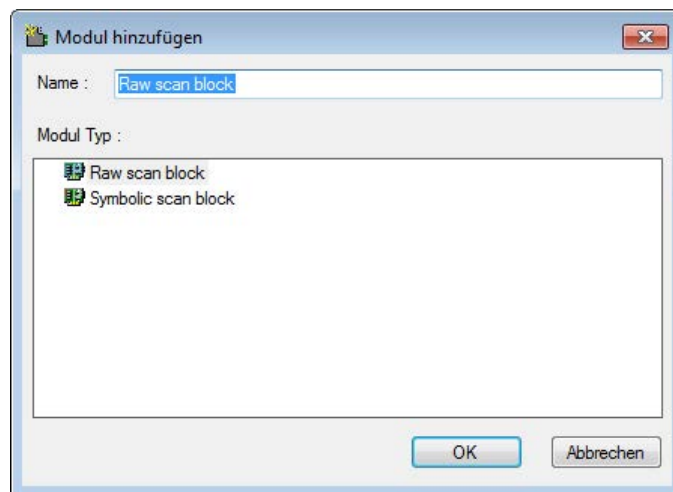 Modul hinzufügen
Name : Raw scan block
Modul Typ :
Raw scan block
Symbolic scan block
OK Abbrechen